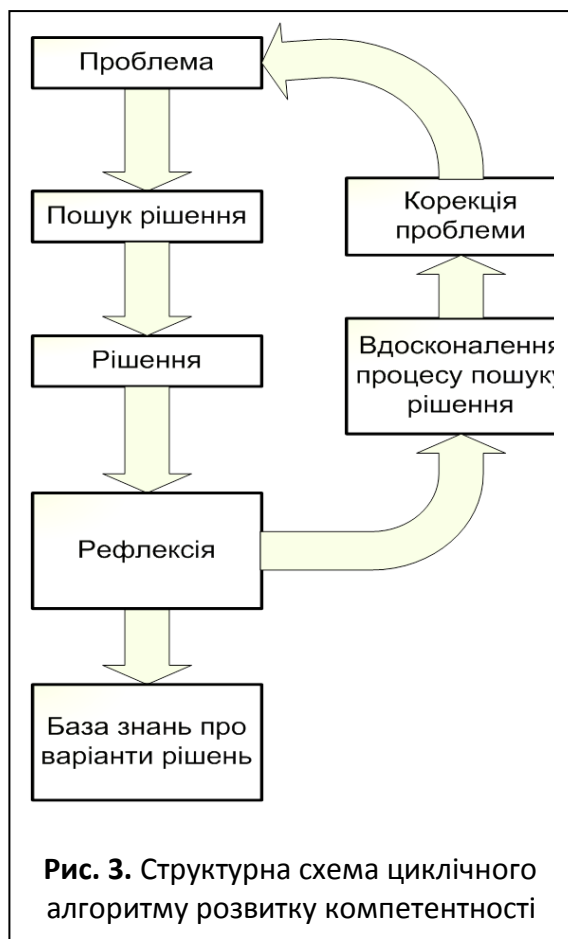 Проблема
Пошук рішення
Рішення
Рефлексія
База знань про
варіанти рішень
Корекція
проблеми
Вдосконалення
процесу пошуку
рішення
Рис. 3. Структурна схема циклічного
алгоритму розвитку компетентності